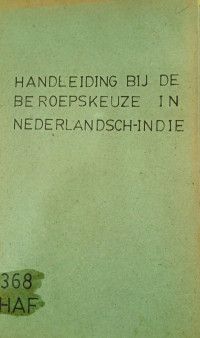 HANDLEIDING BIJ DE
BEROEPSKEUZE IN
NEDERLANDSCH-INDIE
368
HAF